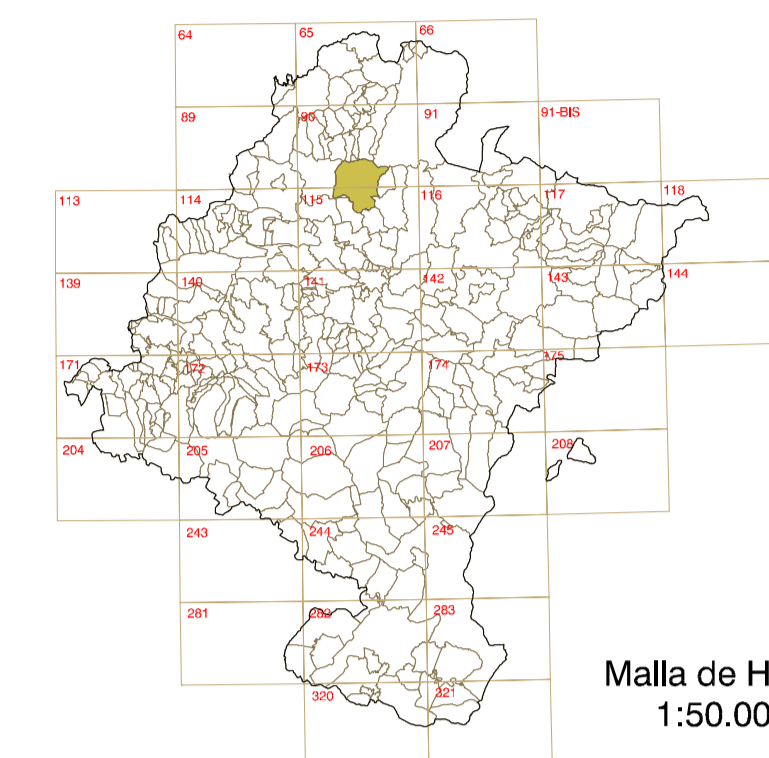 64 65 66
89 90 91 91-BIS
113 114 115 116 117 118
139 140 141 142 143 144
171 172 173 174 175
204 205 206 207 208
243 244 245
281 282 283
320 321
Malla de H
1:50.00